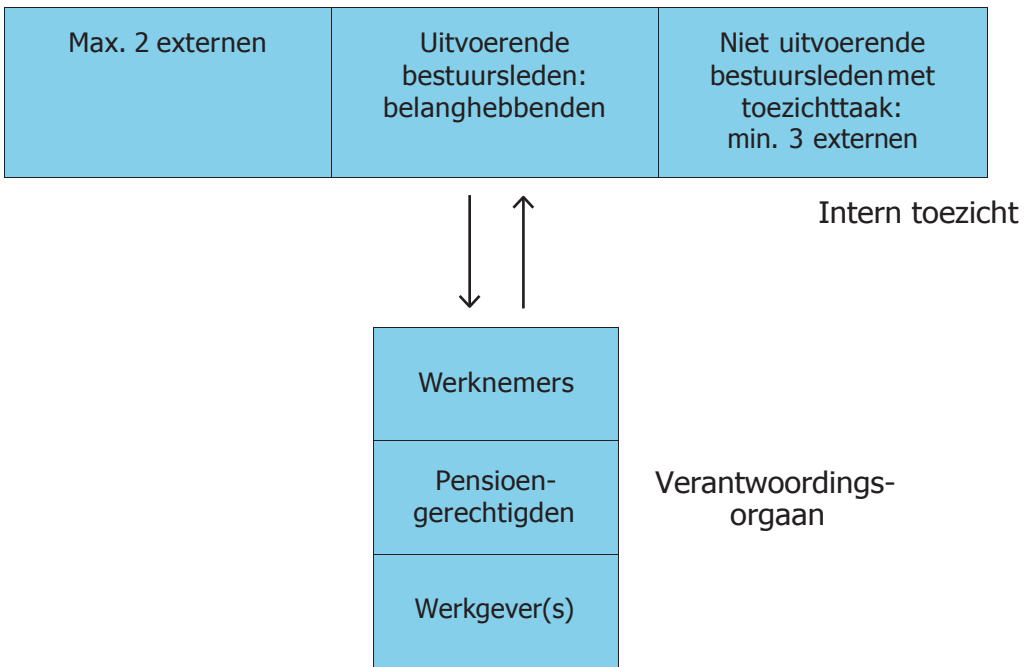 Max. 2 externen
Uitvoerende
bestuursleden:
belanghebbenden
Niet uitvoerende
bestuursleden met
toezichttaak:
min. 3 externen
Intern toezicht
Werknemers
Pensioen-
gerechtigden
Verantwoordings-
orgaan
Werkgever(s)